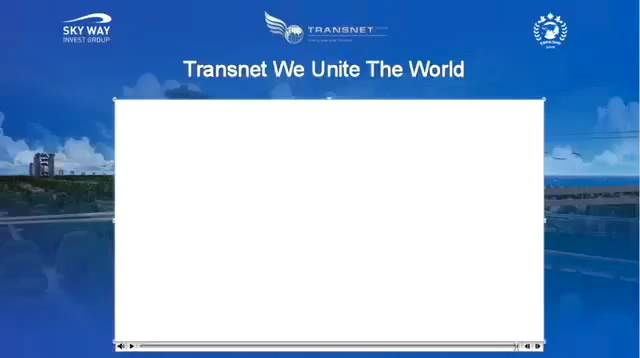 SKY WAY
INVEST GROUP
TRANSNET
Transnet We Unite The World